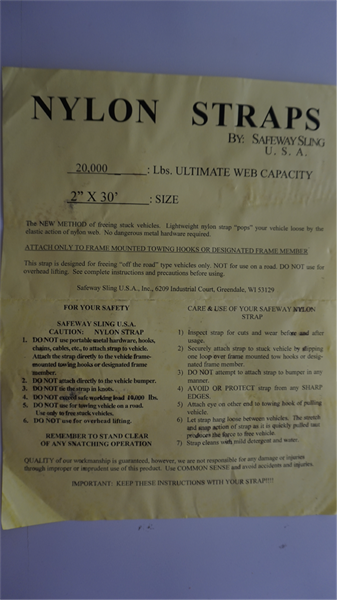 NYLON STRAPS
BY: SAFEWAY SLING
U. S. A.
20,000 : Lbs. ULTIMATE WEB CAPACITY
2" X 30' : SIZE
The NEW METHOD of freeing stuck vehicles. Lightweight nylon strap "pops" your vehicle loose by the
elastic action of nylon web. No dangerous metal hardware required.
ATTACH ONLY TO FRAME MOUNTED TOWING HOOKS OR DESIGNATED FRAME MEMBER
This strap is designed for freeing "off the road" type vehicles only. NOT for use on a road. DO NOT use for
overhead lifting. See complete instructions and precautions before using.
Safeway Sling U.S.A., Inc., 6209 Industrial Court, Greendale, WI 53129
FOR YOUR SAFETY
SAFEWAY SLING U.S.A.
CAUTION: NYLON STRAP
1. DO NOT use portable metal hardware, hooks,
chains, cables, etc., to attach strap to vehicle.
Attach the strap directly to the vehicle frame-
mounted towing hooks or designated frame
member.
2. DO NOT attach directly to the vehicle bumper.
3. DO NOT tie the strap in knots.
4. DO NOT exceed safe working load 10,000 lbs.
5. DO NOT use for towing vehicle on a road.
Use only to free stuck vehicles.
6. DO NOT use for overhead lifting.
REMEMBER TO STAND CLEAR
OF ANY SNATCHING OPERATION
CARE & USE OF YOUR SAFEWAY NYLON
STRAP
1) Inspect strap for cuts and wear before and after
usage.
2) Securely attach strap to stuck vehicle by slipping
one loop over frame mounted tow hooks or desig-
nated frame member.
3) DO NOT attempt to attach strap to bumper in any
manner.
4) AVOID OR PROTECT strap from any SHARP
EDGES.
5) Attach eye on other end to towing hook of pulling
vehicle.
6) Let strap hang loose between vehicles. The stretch
and snap action of strap as it is quickly pulled taut
produces the force to free vehicle.
7) Strap cleans with mild detergent and water.
QUALITY of our workmanship is guaranteed, however, we are not responsible for any damage or injuries
through improper or imprudent use of this product. Use COMMON SENSE and avoid accidents and injuries.
IMPORTANT: KEEP THESE INSTRUCTIONS WITH YOUR STRAP!!!!